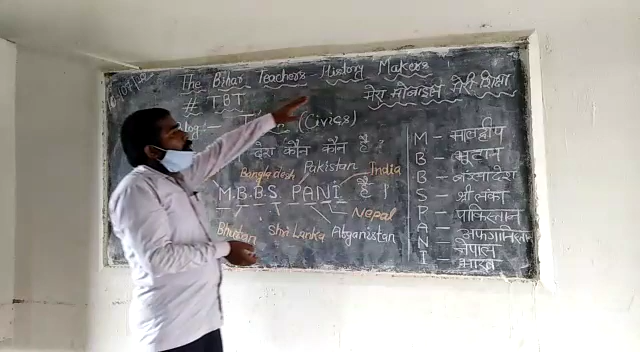 The Bihar Teachers History Makers
मेरा मोबाइल मेरी शिक्षा
# TBT
(Civics)
देश कौन कौन है ?
Bangladesh Pakistan India
M.B.B.S PANI है ।
Nepal
Bhutan Shri Lanka Afganistan
M – मालद्वीप
B – भूटान
B – बंग्लादेश
S – श्री लंका
P – पाकिस्तान
A – अफगानिस्तान
N – नेपाल
I – भारत